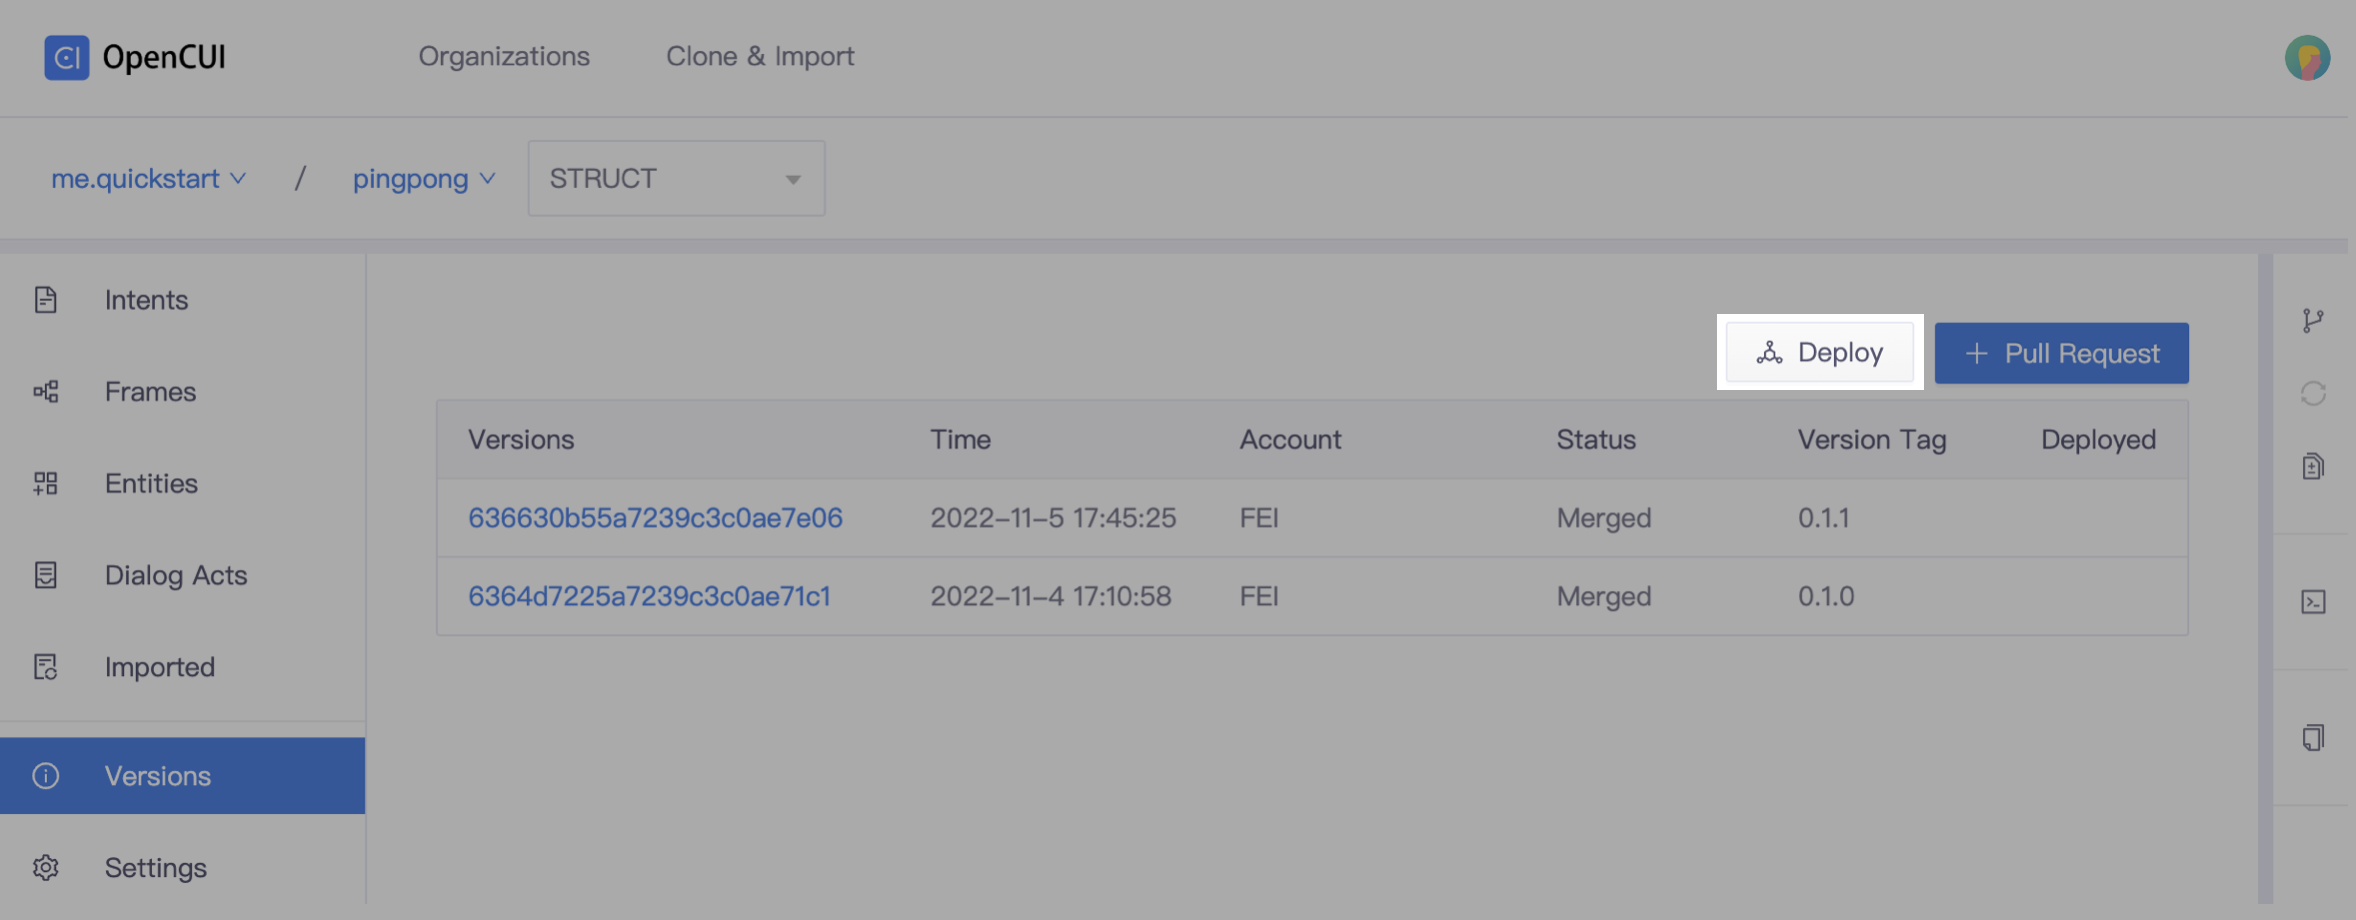 CI OpenCUI Organizations Clone & Import
me.quickstart / pingpong STRUCT
Intents
Frames
Entities
Dialog Acts
Imported
Versions
Settings
Deploy + Pull Request
Versions Time Account Status Version Tag Deployed
636630b55a7239c3c0ae7e06 2022-11-5 17:45:25 FEI Merged 0.1.1
6364d7225a7239c3c0ae71c1 2022-11-4 17:10:58 FEI Merged 0.1.0